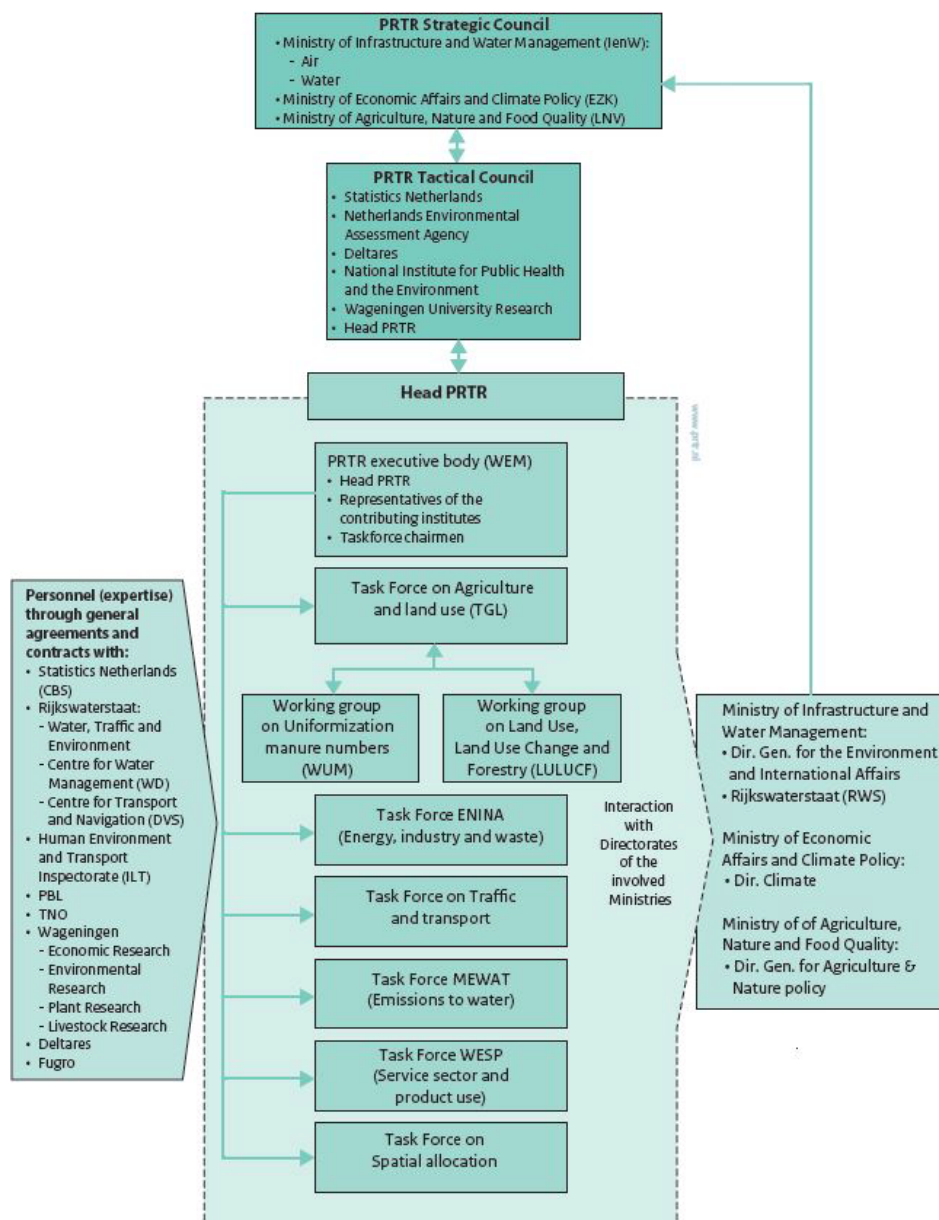 PRTR Strategic Council
• Ministry of Infrastructure and Water Management (IenW):
- Air
- Water
• Ministry of Economic Affairs and Climate Policy (EZK)
• Ministry of Agriculture, Nature and Food Quality (LNV)
PRTR Tactical Council
• Statistics Netherlands
• Netherlands Environmental
Assessment Agency
• Deltares
• National Institute for Public Health
and the Environment
• Wageningen University Research
• Head PRTR
Head PRTR
www.prtr.nl
PRTR executive body (WEM)
• Head PRTR
• Representatives of the
contributing institutes
• Taskforce chairmen
Personnel (expertise)
through general
agreements and
contracts with:
• Statistics Netherlands
(CBS)
• Rijkswaterstaat:
- Water, Traffic and
Environment
- Centre for Water
Management (WD)
- Centre for Transport
and Navigation (DVS)
• Human Environment
and Transport
Inspectorate (ILT)
• PBL
• TNO
• Wageningen
- Economic Research
- Environmental
Research
- Plant Research
- Livestock Research
• Deltares
• Fugro
Task Force on Agriculture
and land use (TGL)
Working group
on Uniformization
manure numbers
(WUM)
Working group
on Land Use,
Land Use Change and
Forestry (LULUCF)
Task Force ENINA
(Energy, industry and waste)
Task Force on Traffic
and transport
Task Force MEWAT
(Emissions to water)
Task Force WESP
(Service sector and
product use)
Task Force on
Spatial allocation
Interaction
with
Directorates
of the
involved
Ministries
Ministry of Infrastructure and
Water Management:
• Dir. Gen. for the Environment
and International Affairs
• Rijkswaterstaat (RWS)
Ministry of Economic
Affairs and Climate Policy:
• Dir. Climate
Ministry of of Agriculture,
Nature and Food Quality:
• Dir. Gen. for Agriculture &
Nature policy